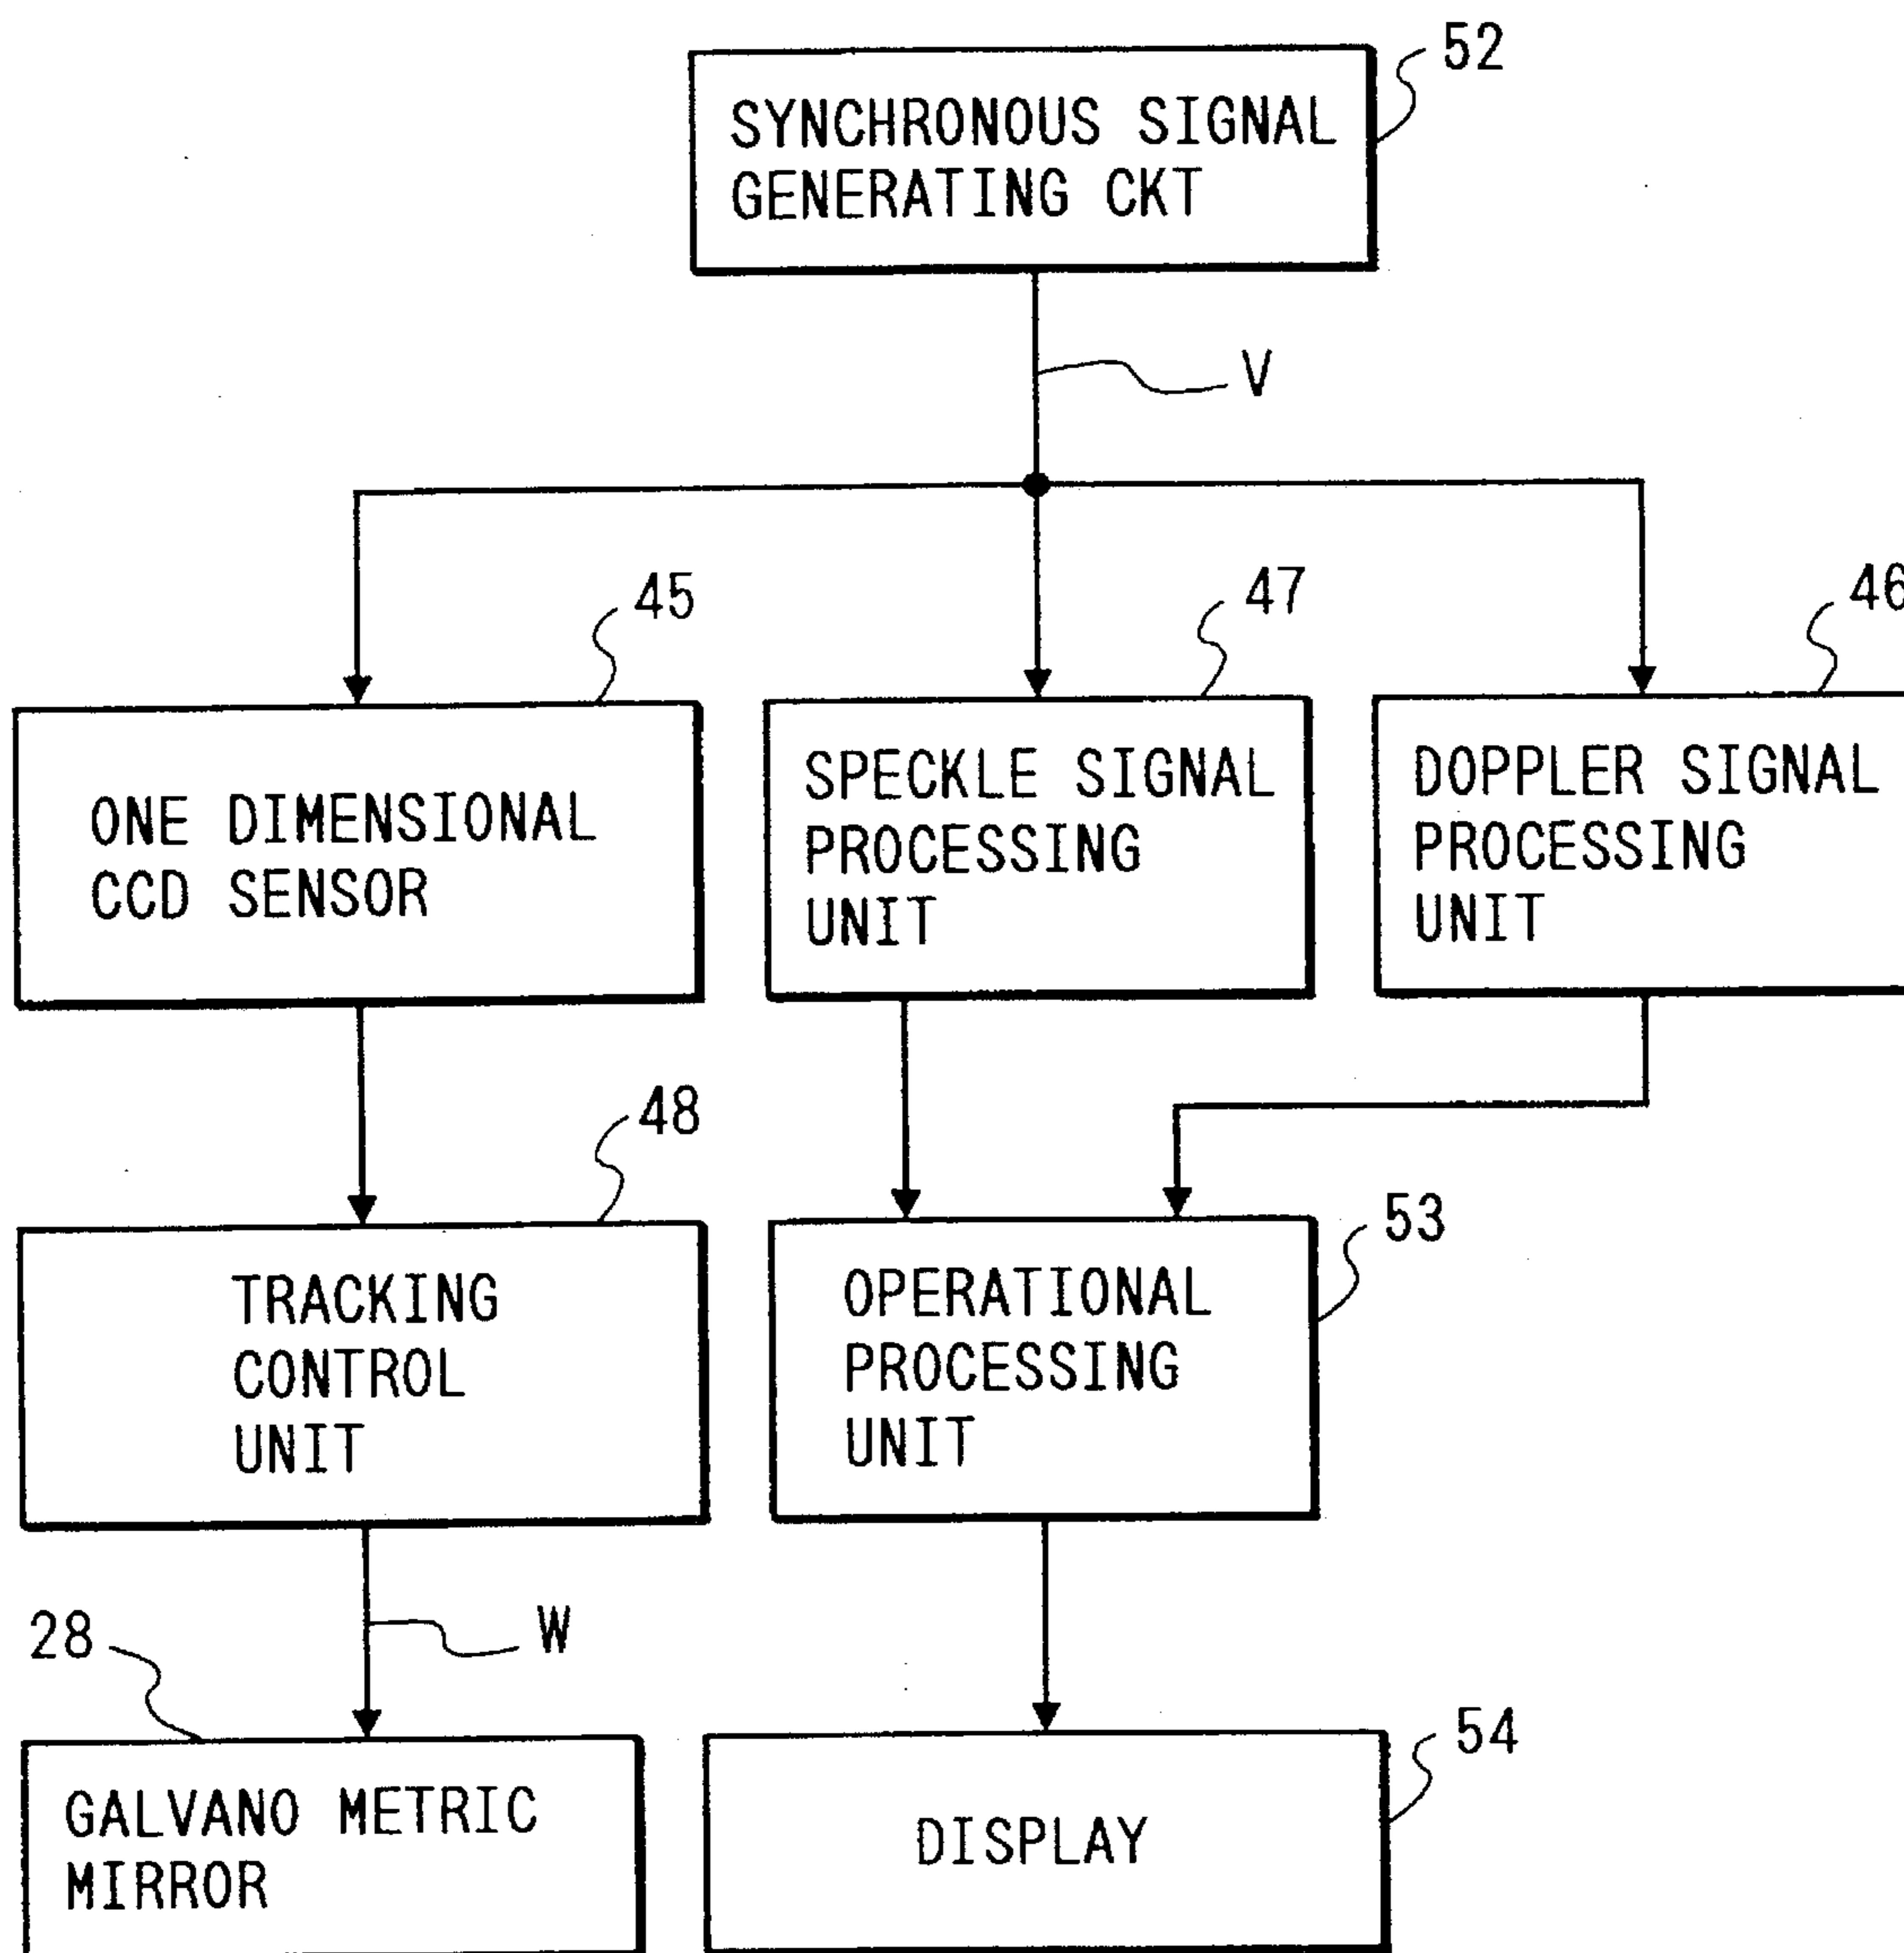 52
SYNCHRONOUS SIGNAL
GENERATING CKT
V
45
47
46
ONE DIMENSIONAL
CCD SENSOR
SPECKLE SIGNAL
PROCESSING
UNIT
DOPPLER SIGNAL
PROCESSING
UNIT
48
53
TRACKING
CONTROL
UNIT
OPERATIONAL
PROCESSING
UNIT
28
W
54
GALVANO METRIC
MIRROR
DISPLAY